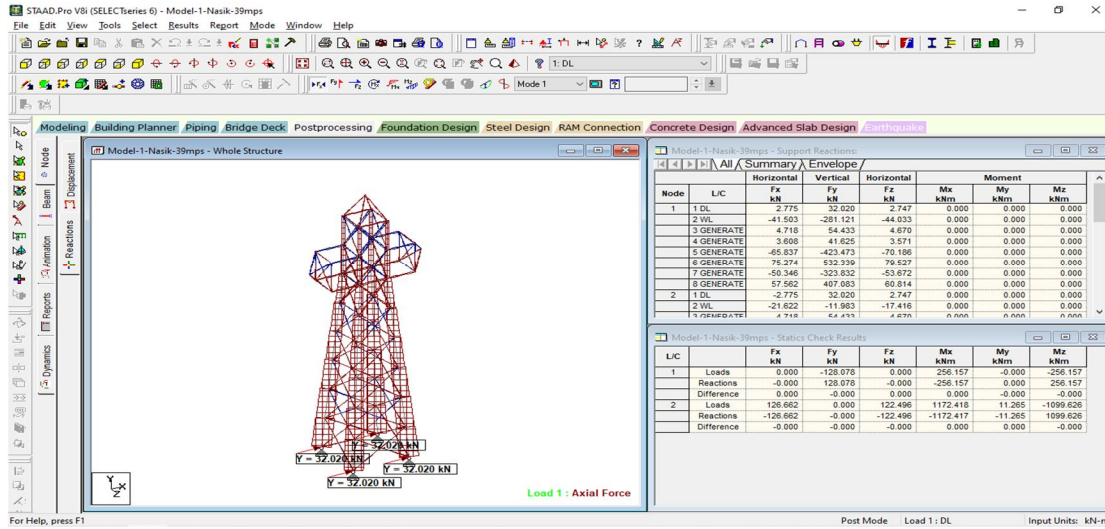 STAAD.Pro V8i (SELECTseries 6) - Model-1-Nasik-39mps
File Edit View Tools Select Results Report Mode Window Help
1: DL
Mode 1
Modeling Building Planner Piping Bridge Deck Postprocessing Foundation Design Steel Design RAM Connection Concrete Design Advanced Slab Design Earthquake
Node
Beam
Animation
Reports
Dynamics
Displacement
Reactions
Model-1-Nasik-39mps - Whole Structure
Y = 32.020 kN
Y = 32.020 kN
Y = 32.020 kN
Y = 32.020 kN
Load 1 : Axial Force
Model-1-Nasik-39mps - Support Reactions:
All Summary Envelope
Horizontal Vertical Horizontal Moment
Node L/C Fx kN Fy kN Fz kN Mx kNm My kNm Mz kNm
1 1 DL 2.775 32.020 2.747 0.000 0.000 0.000
2 WL -41.503 -281.121 -44.033 0.000 0.000 0.000
3 GENERATE 4.718 54.433 4.670 0.000 0.000 0.000
4 GENERATE 3.608 41.625 3.571 0.000 0.000 0.000
5 GENERATE -65.837 -423.473 -70.186 0.000 0.000 0.000
6 GENERATE 75.274 532.339 79.527 0.000 0.000 0.000
7 GENERATE -50.346 -323.832 -53.672 0.000 0.000 0.000
8 GENERATE 57.562 407.083 60.814 0.000 0.000 0.000
2 1 DL -2.775 32.020 2.747 0.000 0.000 0.000
2 WL -21.622 -11.983 -17.416 0.000 0.000 0.000
3 GENERATE -4.718 54.433 4.670 0.000 0.000 0.000
Model-1-Nasik-39mps - Statics Check Results
L/C Fx kN Fy kN Fz kN Mx kNm My kNm Mz kNm
1 Loads 0.000 -128.078 0.000 256.157 -0.000 -256.157
Reactions -0.000 128.078 -0.000 -256.157 0.000 256.157
Difference 0.000 -0.000 -0.000 0.000 0.000 -0.000
2 Loads 126.662 0.000 122.496 1172.418 11.265 -1099.626
Reactions -126.662 -0.000 -122.496 -1172.417 -11.265 1099.626
Difference -0.000 -0.000 -0.000 0.000 0.000 -0.000
For Help, press F1
Post Mode Load 1 : DL Input Units: kN-m